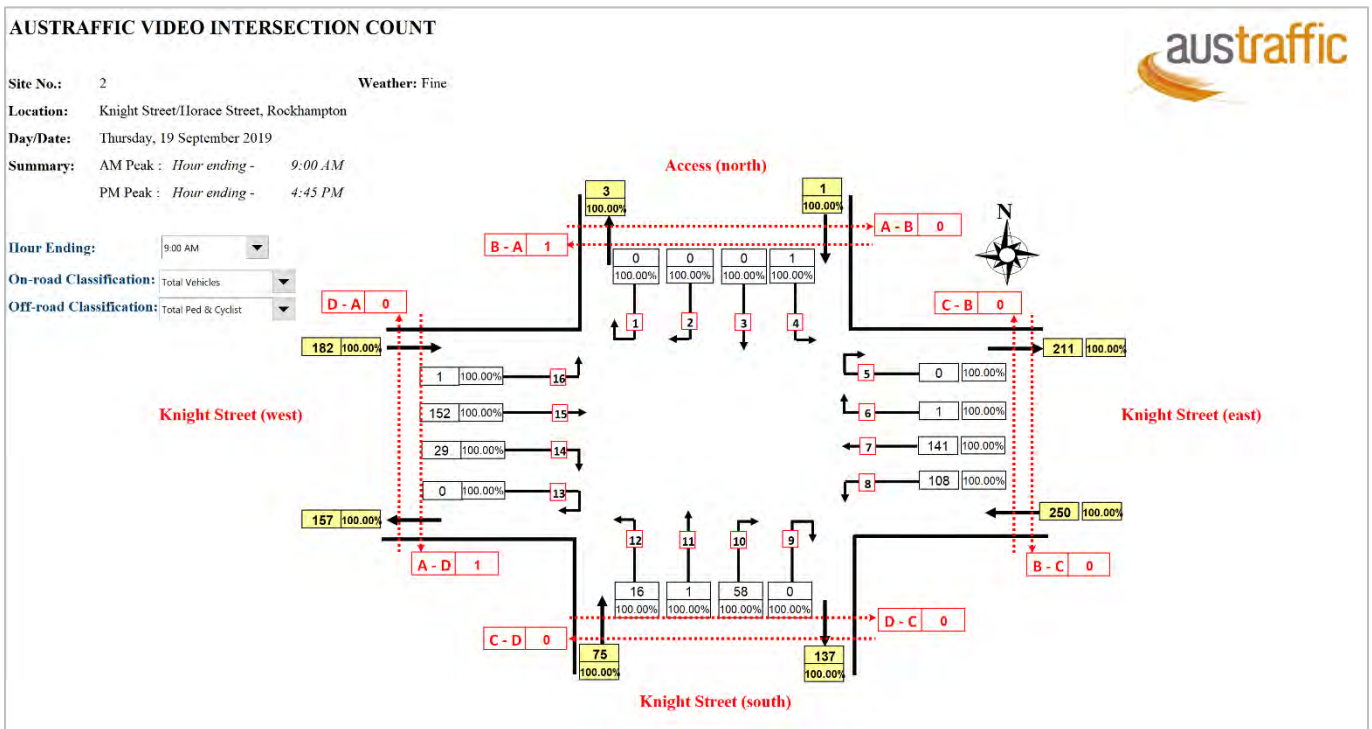 AUSTRAFFIC VIDEO INTERSECTION COUNT
austraffic
Site No.: 2 Weather: Fine
Location: Knight Street/Horace Street, Rockhampton
Day/Date: Thursday, 19 September 2019
Summary: AM Peak : Hour ending - 9:00 AM
PM Peak : Hour ending - 4:45 PM
Hour Ending: 9:00 AM
On-road Classification: Total Vehicles
Off-road Classification: Total Ped & Cyclist
Access (north)
3 1
100.00% 100.00%
A - B 0
B - A 1
N
0 0 0 1
100.00% 100.00% 100.00% 100.00%
1 2 3 4
D - A 0
C - B 0
182 100.00%
211 100.00%
1 100.00% 16
5 0 100.00%
Knight Street (west)
152 100.00% 15
6 1 100.00%
Knight Street (east)
29 100.00% 14
7 141 100.00%
0 100.00% 13
8 108 100.00%
157 100.00%
250 100.00%
12 11 10 9
A - D 1
B - C 0
16 1 58 0
100.00% 100.00% 100.00% 100.00%
D - C 0
C - D 0
75 137
100.00% 100.00%
Knight Street (south)